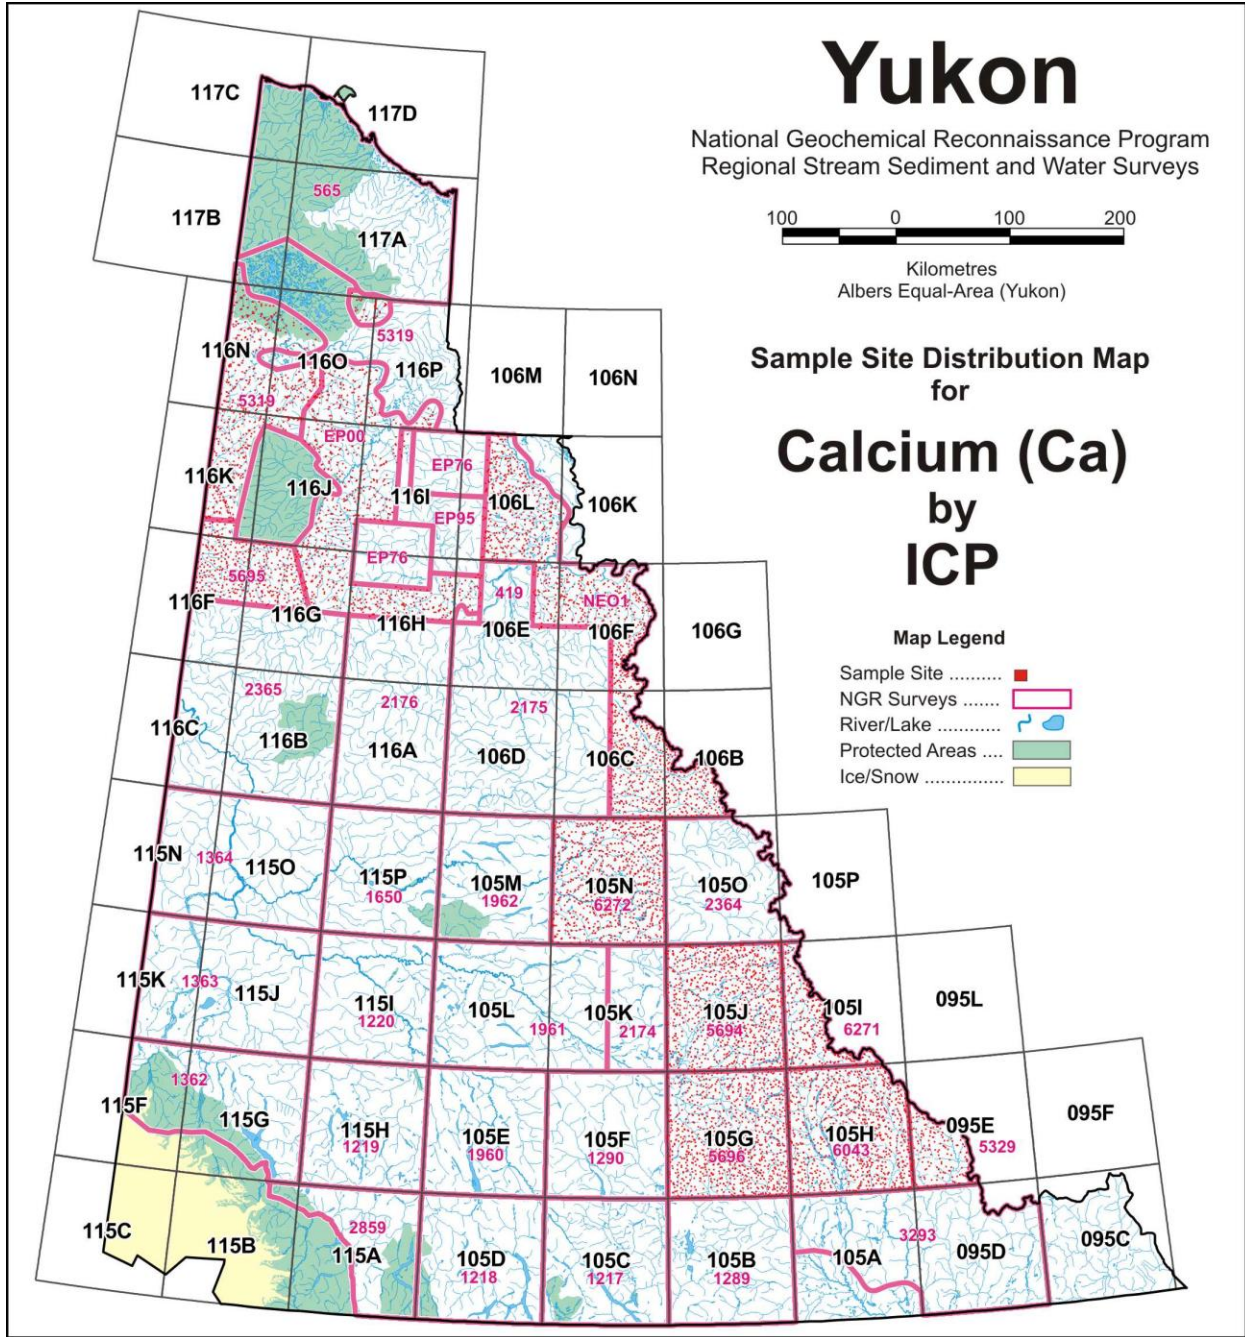 Yukon
National Geochemical Reconnaissance Program
Regional Stream Sediment and Water Surveys
100 0 100 200
Kilometres
Albers Equal-Area (Yukon)
Sample Site Distribution Map
for
Calcium (Ca)
by
ICP
Map Legend
Sample Site ..........
NGR Surveys .......
River/Lake ............
Protected Areas ....
Ice/Snow ...............
117C
117D
565
117B
117A
5319
116N
116O
116P
106M
106N
5319
EP00
EP76
116K
116J
116I
106L
106K
EP95
EP76
5695
419
NEO1
116F
116G
116H
106E
106F
106G
2365
2176
2175
116C
116B
116A
106D
106C
106B
115N
1364
115O
115P
1650
105M
1962
105N
6272
105O
2364
105P
115K
1363
115J
115I
1220
105L
1961
105K
2174
105J
5694
105I
6271
095L
1362
115F
115G
115H
1219
105E
1960
105F
1290
105G
5696
105H
6043
095E
5329
095F
115C
115B
2859
115A
105D
1218
105C
1217
105B
1289
105A
3293
095D
095C